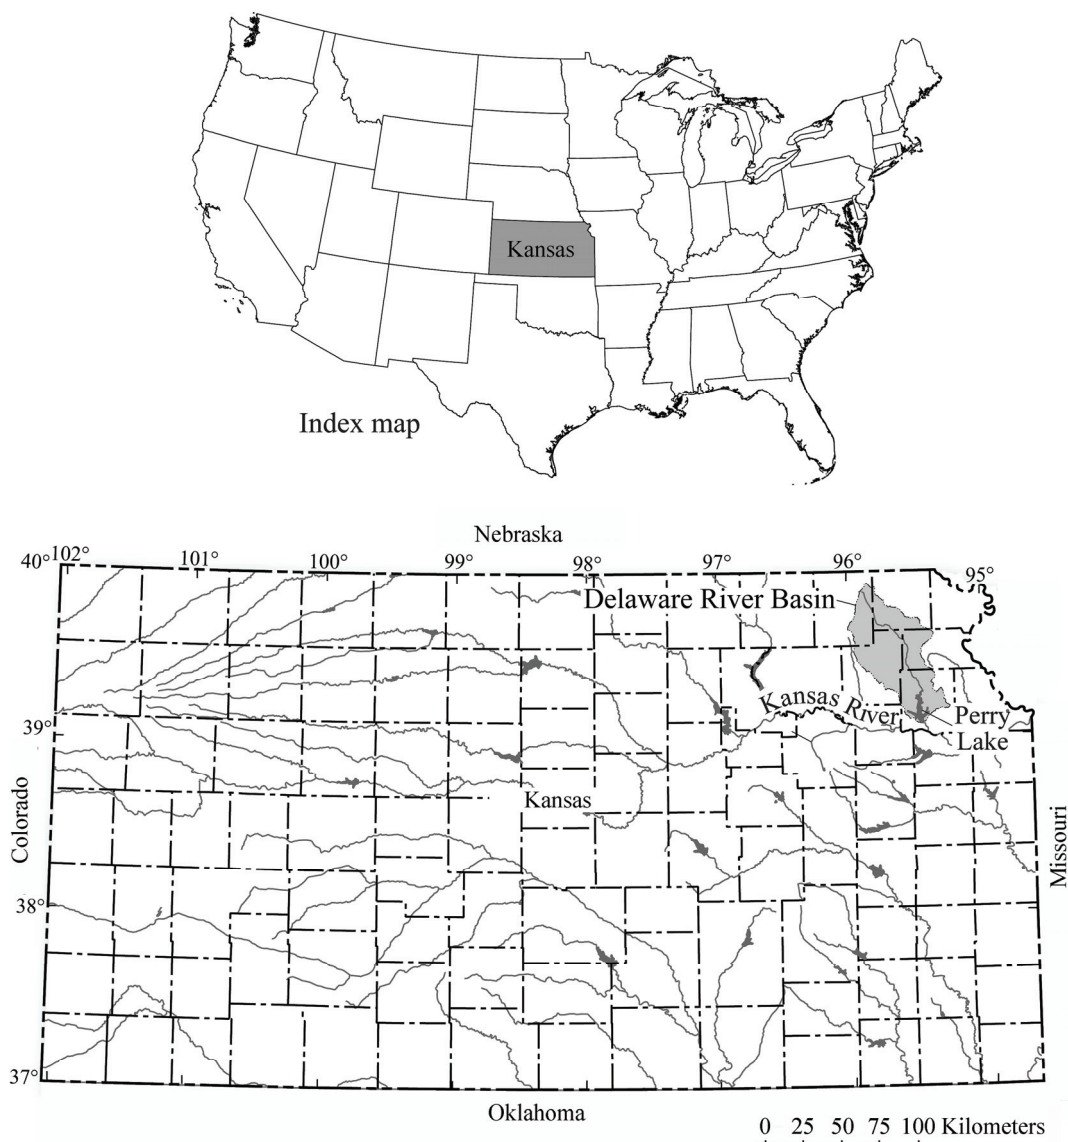 Kansas
Index map
Nebraska
40° 102° 101° 100° 99° 98° 97° 96° 95°
Delaware River Basin
Kansas River
39°
Perry
Lake
Kansas
Colorado
Missouri
38°
37°
Oklahoma
0 25 50 75 100 Kilometers